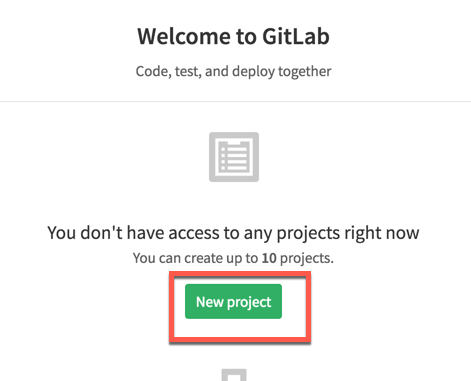 Welcome to GitLab
Code, test, and deploy together
You don't have access to any projects right now
You can create up to 10 projects.
New project